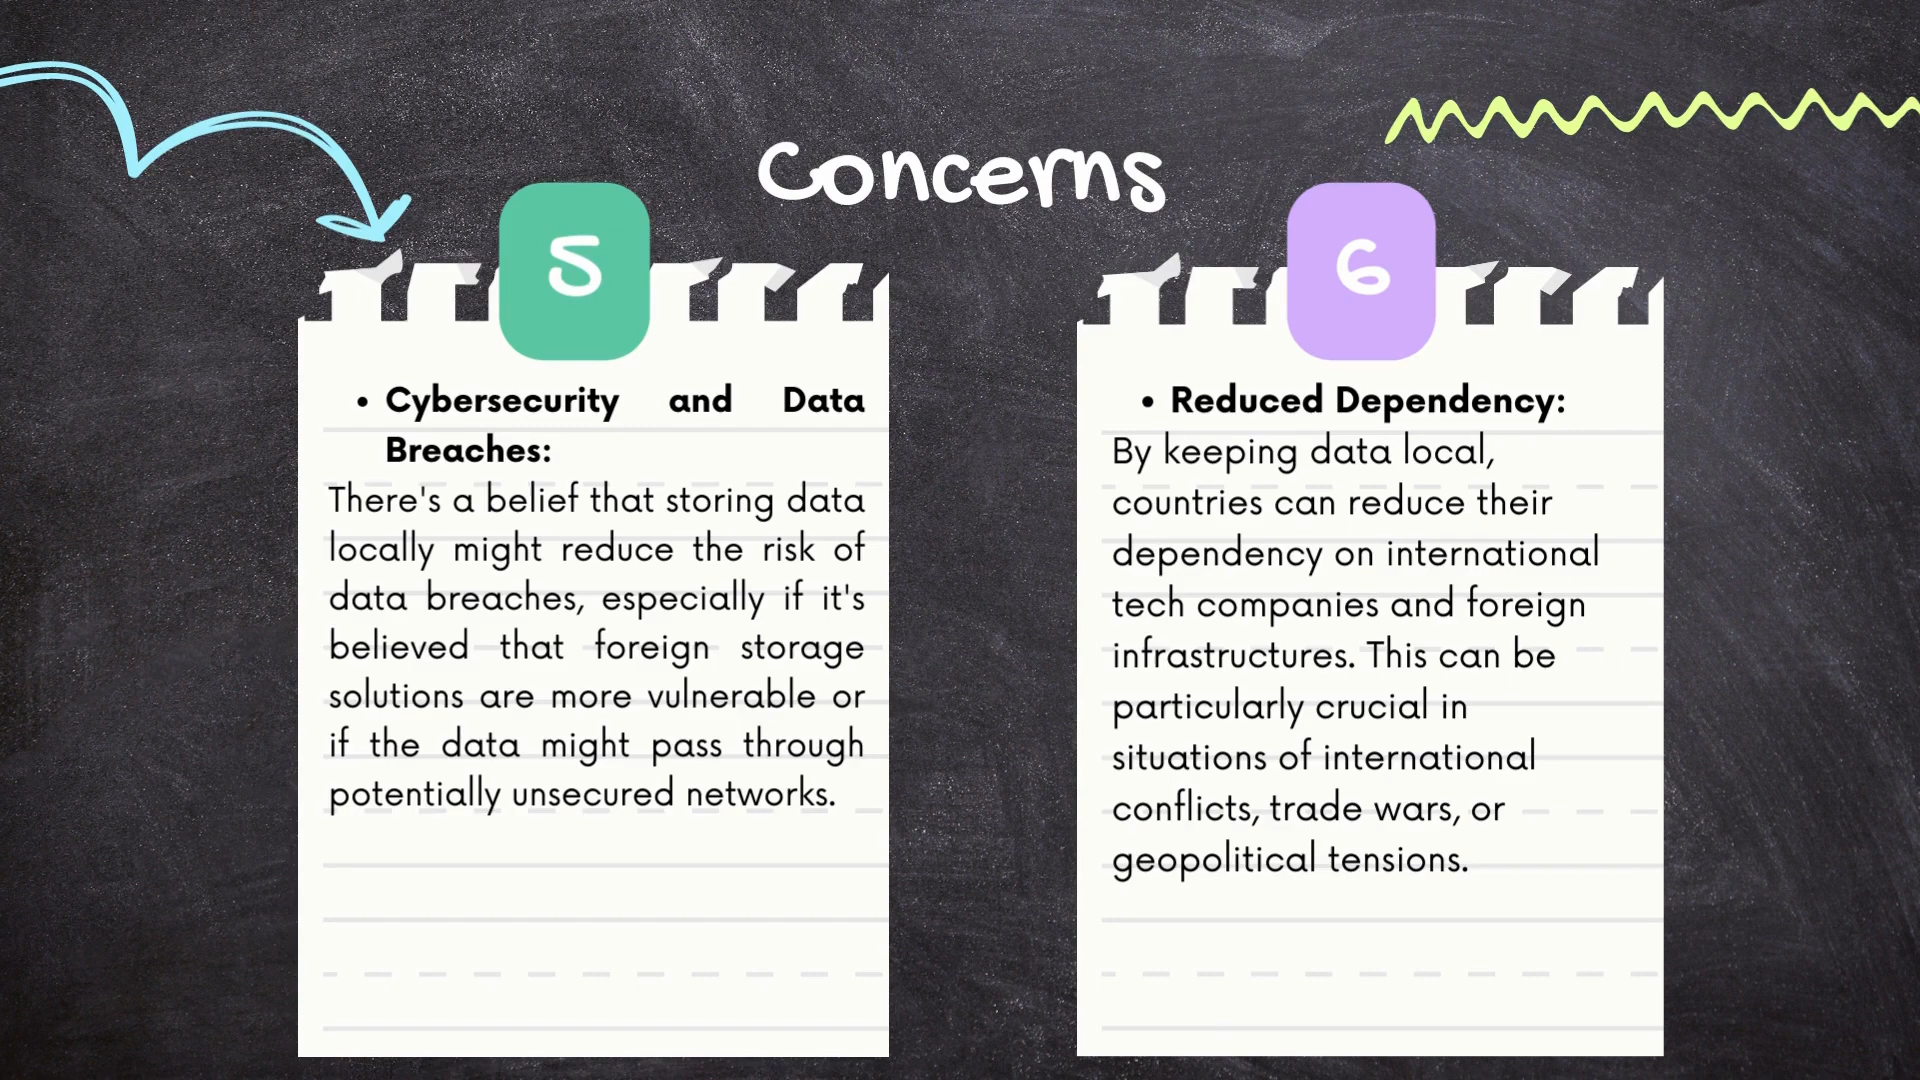 Concerns
5
• Cybersecurity and Data
Breaches:
There's a belief that storing data
locally might reduce the risk of
data breaches, especially if it's
believed that foreign storage
solutions are more vulnerable or
if the data might pass through
potentially unsecured networks.
6
• Reduced Dependency:
By keeping data local,
countries can reduce their
dependency on international
tech companies and foreign
infrastructures. This can be
particularly crucial in
situations of international
conflicts, trade wars, or
geopolitical tensions.